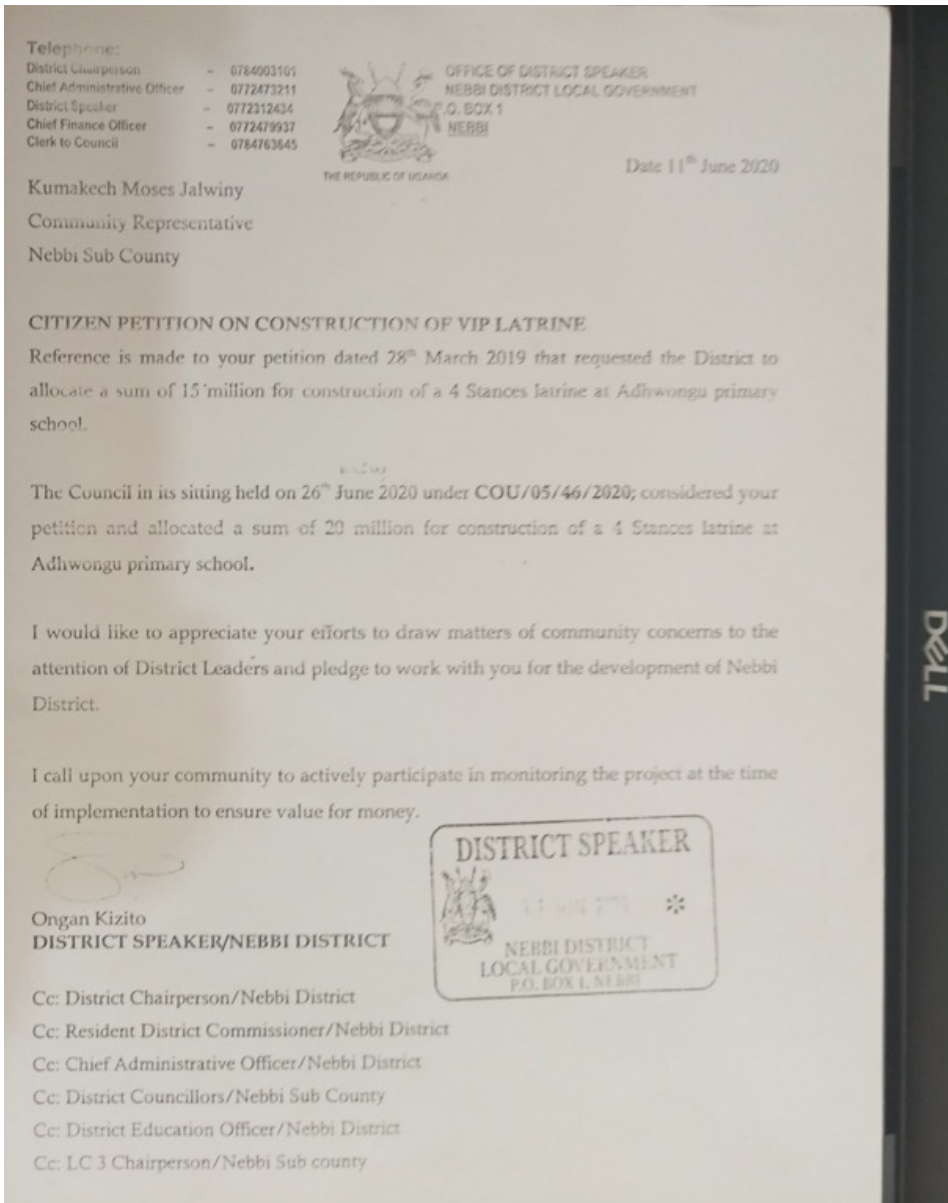 Telephone:
District Chairperson - 0784003101
Chief Administrative Officer - 0772473211
District Speaker - 0772312434
Chief Finance Officer - 0772479937
Clerk to Council - 0784763645
THE REPUBLIC OF UGANDA
OFFICE OF DISTRICT SPEAKER
NEBBI DISTRICT LOCAL GOVERNMENT
P.O. BOX 1
NEBBI
Date 11th June 2020
Kumakech Moses Jalwiny
Community Representative
Nebbi Sub County
CITIZEN PETITION ON CONSTRUCTION OF VIP LATRINE
Reference is made to your petition dated 28th March 2019 that requested the District to
allocate a sum of 15 million for construction of a 4 Stances latrine at Adhwongu primary
school.
The Council in its sitting held on 26th June 2020 under COU/05/46/2020; considered your
petition and allocated a sum of 20 million for construction of a 4 Stances latrine at
Adhwongu primary school.
I would like to appreciate your efforts to draw matters of community concerns to the
attention of District Leaders and pledge to work with you for the development of Nebbi
District.
I call upon your community to actively participate in monitoring the project at the time
of implementation to ensure value for money.
Ongan Kizito
DISTRICT SPEAKER/NEBBI DISTRICT
DISTRICT SPEAKER
NEBBI DISTRICT
LOCAL GOVERNMENT
P.O. BOX 1, NEBBI
Cc: District Chairperson/Nebbi District
Cc: Resident District Commissioner/Nebbi District
Cc: Chief Administrative Officer/Nebbi District
Cc: District Councillors/Nebbi Sub County
Cc: District Education Officer/Nebbi District
Cc: LC 3 Chairperson/Nebbi Sub county
DELL